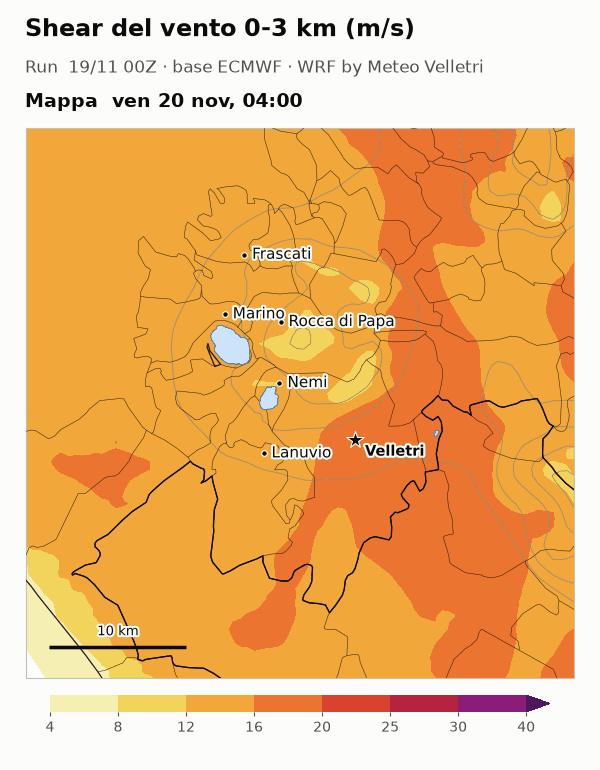 Shear del vento 0-3 km (m/s)
Run  19/11 00Z · base ECMWF · WRF by Meteo Velletri
Mappa  ven 20 nov, 04:00
Frascati
Marino
Rocca di Papa
Nemi
Velletri
Lanuvio
10 km
4 8 12 16 20 25 30 40